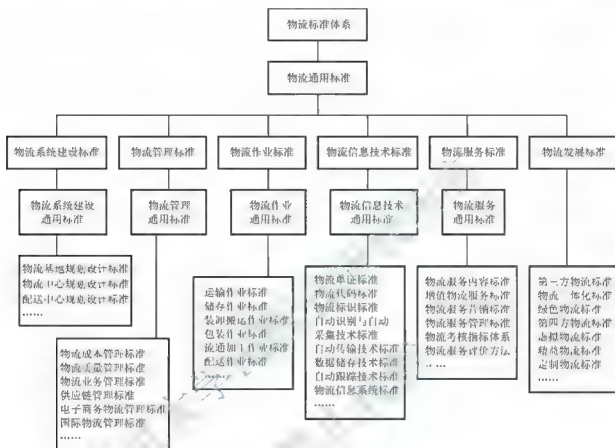 物流标准体系
物流通用标准
物流系统建设标准
物流管理标准
物流作业标准
物流信息技术标准
物流服务标准
物流发展标准
物流系统建设
通用标准
物流管理
通用标准
物流作业
通用标准
物流信息技术
通用标准
物流服务
通用标准
物流基地规划设计标准
物流中心规划设计标准
配送中心规划设计标准
……
物流成本管理标准
物流质量管理标准
物流业务管理标准
供应链管理标准
电子商务物流管理标准
国际物流管理标准
……
运输作业标准
储存作业标准
装卸搬运作业标准
包装作业标准
流通加工作业标准
配送作业标准
……
物流单证标准
物流代码标准
物流标识标准
自动识别与自动
采集技术标准
自动传输技术标准
数据储存技术标准
自动跟踪技术标准
物流信息系统标准
……
物流服务内容标准
增值物流服务标准
物流服务营销标准
物流服务管理标准
物流考核指标体系
物流服务评价方法
……
第三方物流标准
物流一体化标准
绿色物流标准
第四方物流标准
虚拟物流标准
精益物流标准
定制物流标准
……